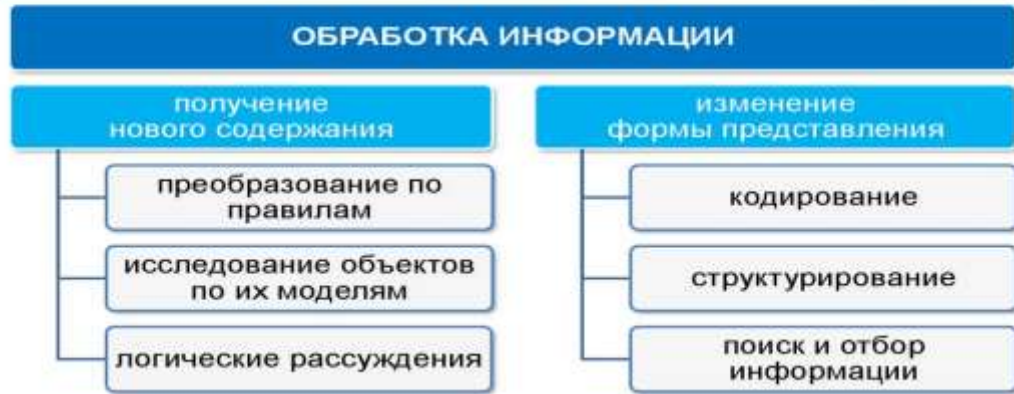 ОБРАБОТКА ИНФОРМАЦИИ
получение
нового содержания
преобразование по
правилам
исследование объектов
по их моделям
логические рассуждения
изменение
формы представления
кодирование
структурирование
поиск и отбор
информации